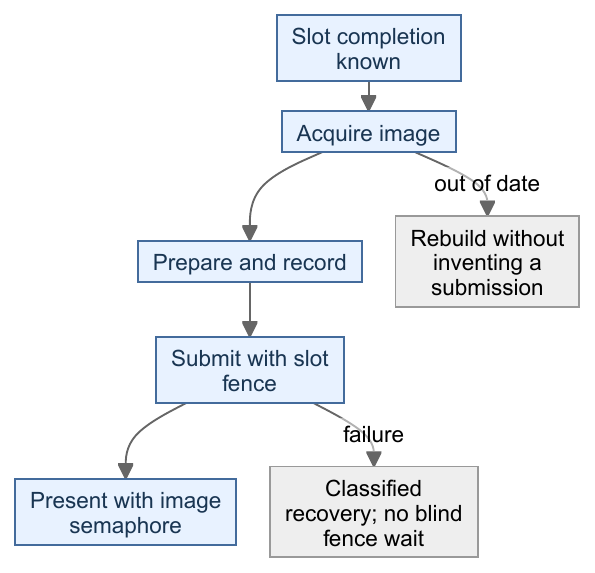 Slot completion
known
Acquire image
out of date
Rebuild without
inventing a
submission
Prepare and record
Submit with slot
fence
failure
Present with image
semaphore
Classified
recovery; no blind
fence wait